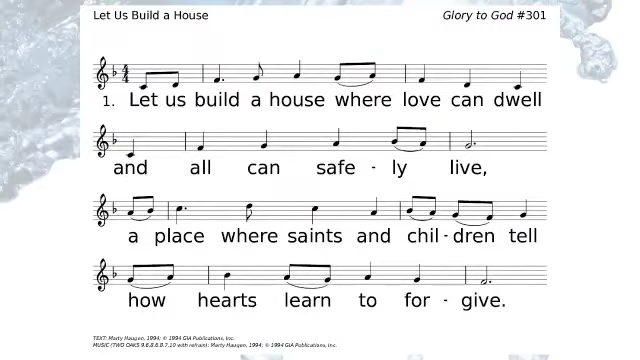 Let Us Build a House
Glory to God #301
1. Let us build a house where love can dwell
and all can safe - ly live,
a place where saints and chil - dren tell
how hearts learn to for - give.
TEXT: Marty Haugen, 1994; © 1994 GIA Publications, Inc.
MUSIC (TWO OAKS 9.6.8.6.8.7.10 with refrain): Marty Haugen, 1994; © 1994 GIA Publications, Inc.